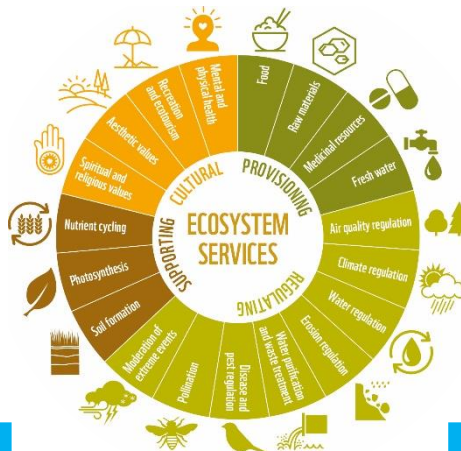 ECOSYSTEM
SERVICES
PROVISIONING
Food
Raw materials
Medicinal resources
Fresh water
REGULATING
Air quality regulation
Climate regulation
Water regulation
Erosion regulation
Water purification
and waste treatment
Disease and
pest regulation
Pollination
Moderation of
extreme events
SUPPORTING
Soil formation
Photosynthesis
Nutrient cycling
CULTURAL
Spiritual and
religious values
Aesthetic values
Recreation
and ecotourism
Mental and
physical health